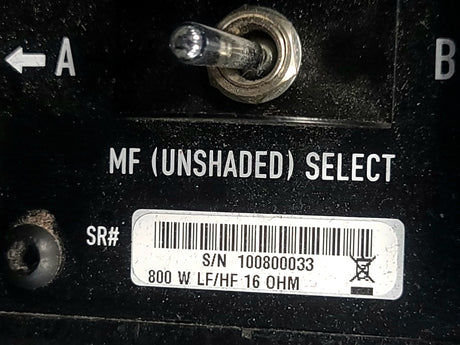 ← A B
MF (UNSHADED) SELECT
SR#
S/N 100800033
800 W LF/HF 16 OHM